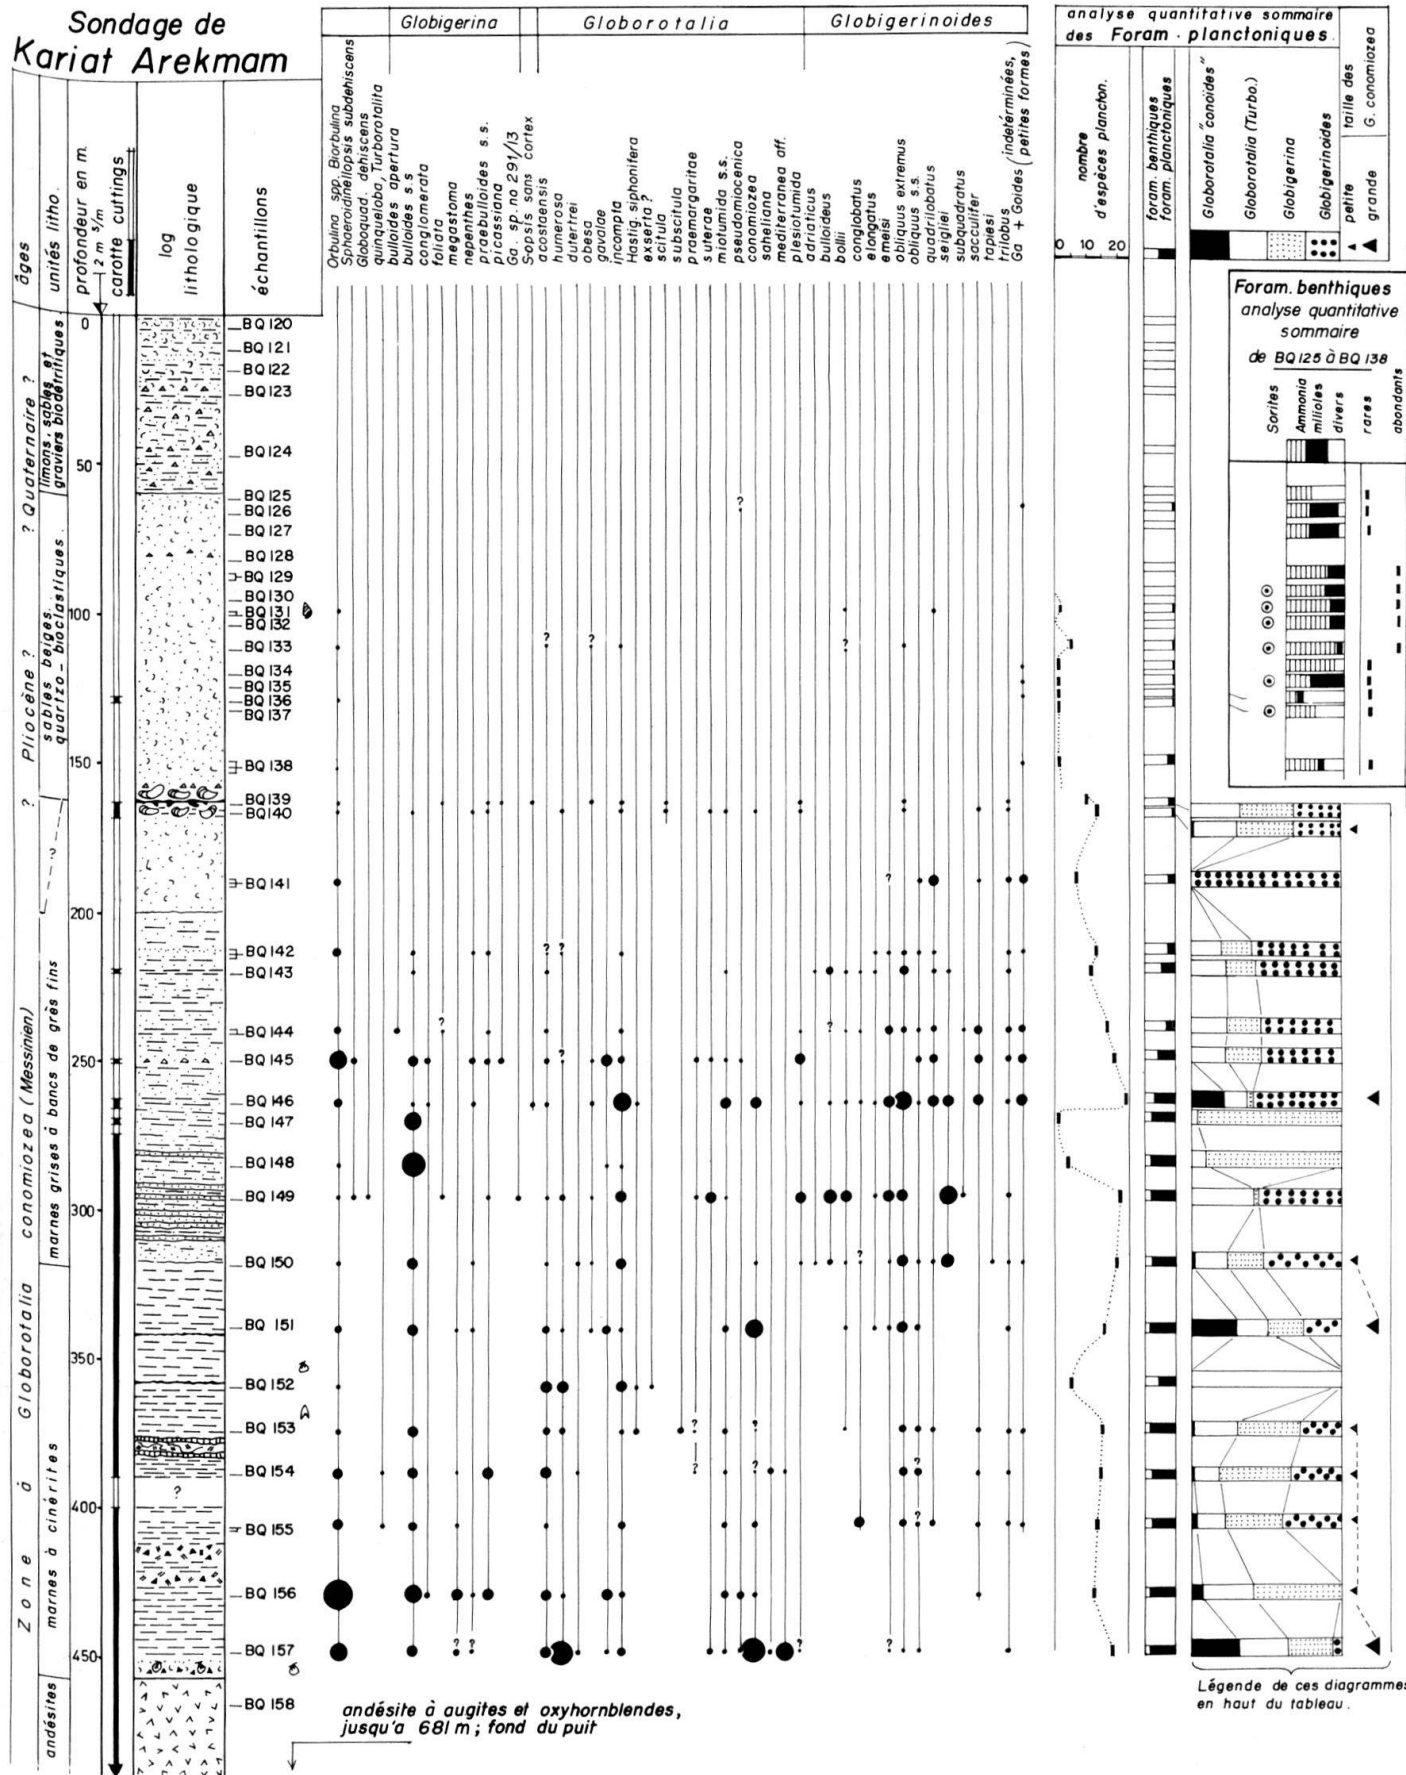 Sondage de
Kariat Arekmam
âges
unités litho.
profondeur en m.
2 m s/m
carotte cuttings
log
lithologique
échantillons
Globigerina
Globorotalia
Globigerinoides
Orbulina spp. Biorbulina
Sphaeroidinellopsis subdehiscens
Globoquad. dehiscens
quinqueloba, Turborotalita
bulloides apertura
bulloides s.s
conglomerata
foliata
megastoma
nepenthes
praebulloides s.s.
picassiana
Ga. sp. no 291/13
S.opsis sans cortex
acostaensis
humerosa
dutertrei
obesa
gavalae
incompta
Hastig. siphonifera
exserta ?
scitula
subscitula
praemargaritae
suterae
miotumida s.s.
pseudomiocenica
conomiozea
saheliana
mediterranea aff.
plesiotumida
adriaticus
bulloideus
bollii
conglobatus
elongatus
emeisi
obliquus extremus
obliquus s.s.
quadrilobatus
seigliei
subquadratus
sacculifer
tapiesi
trilobus
Ga + Goides (indéterminées, petites formes)
analyse quantitative sommaire
des Foram. planctoniques.
nombre
d'espèces plancton.
0 10 20
foram. benthiques
foram. planctoniques
Globorotalia "conoides"
Globorotalia (Turbo.)
Globigerina
Globigerinoides
taille des
G. conomiozea
petite
grande
Foram. benthiques
analyse quantitative
sommaire
de BQ 125 à BQ 138
Sorites
Ammonia
milioles
divers
rares
abondants
0
50
100
150
200
250
300
350
400
450
? Quaternaire ?
Pliocène ?
?
Zone à Globorotalia conomiozea (Messinien)
limons, sables et
graviers biodétritiques.
sables beiges
quartzo-bioclastiques.
?
marnes grises à bancs de grès fins
marnes à cinérites
andésites
?
BQ 120
BQ 121
BQ 122
BQ 123
BQ 124
BQ 125
BQ 126
BQ 127
BQ 128
BQ 129
BQ 130
BQ 131
BQ 132
BQ 133
BQ 134
BQ 135
BQ 136
BQ 137
BQ 138
BQ 139
BQ 140
BQ 141
BQ 142
BQ 143
BQ 144
BQ 145
BQ 146
BQ 147
BQ 148
BQ 149
BQ 150
BQ 151
BQ 152
BQ 153
BQ 154
BQ 155
BQ 156
BQ 157
BQ 158
?
? ? ?
?
? ?
? ?
?
?
? ?
? ?
?
?
? ? ? ?
andésite à augites et oxyhornblendes,
jusqu'a 681 m ; fond du puit
Légende de ces diagrammes
en haut du tableau.